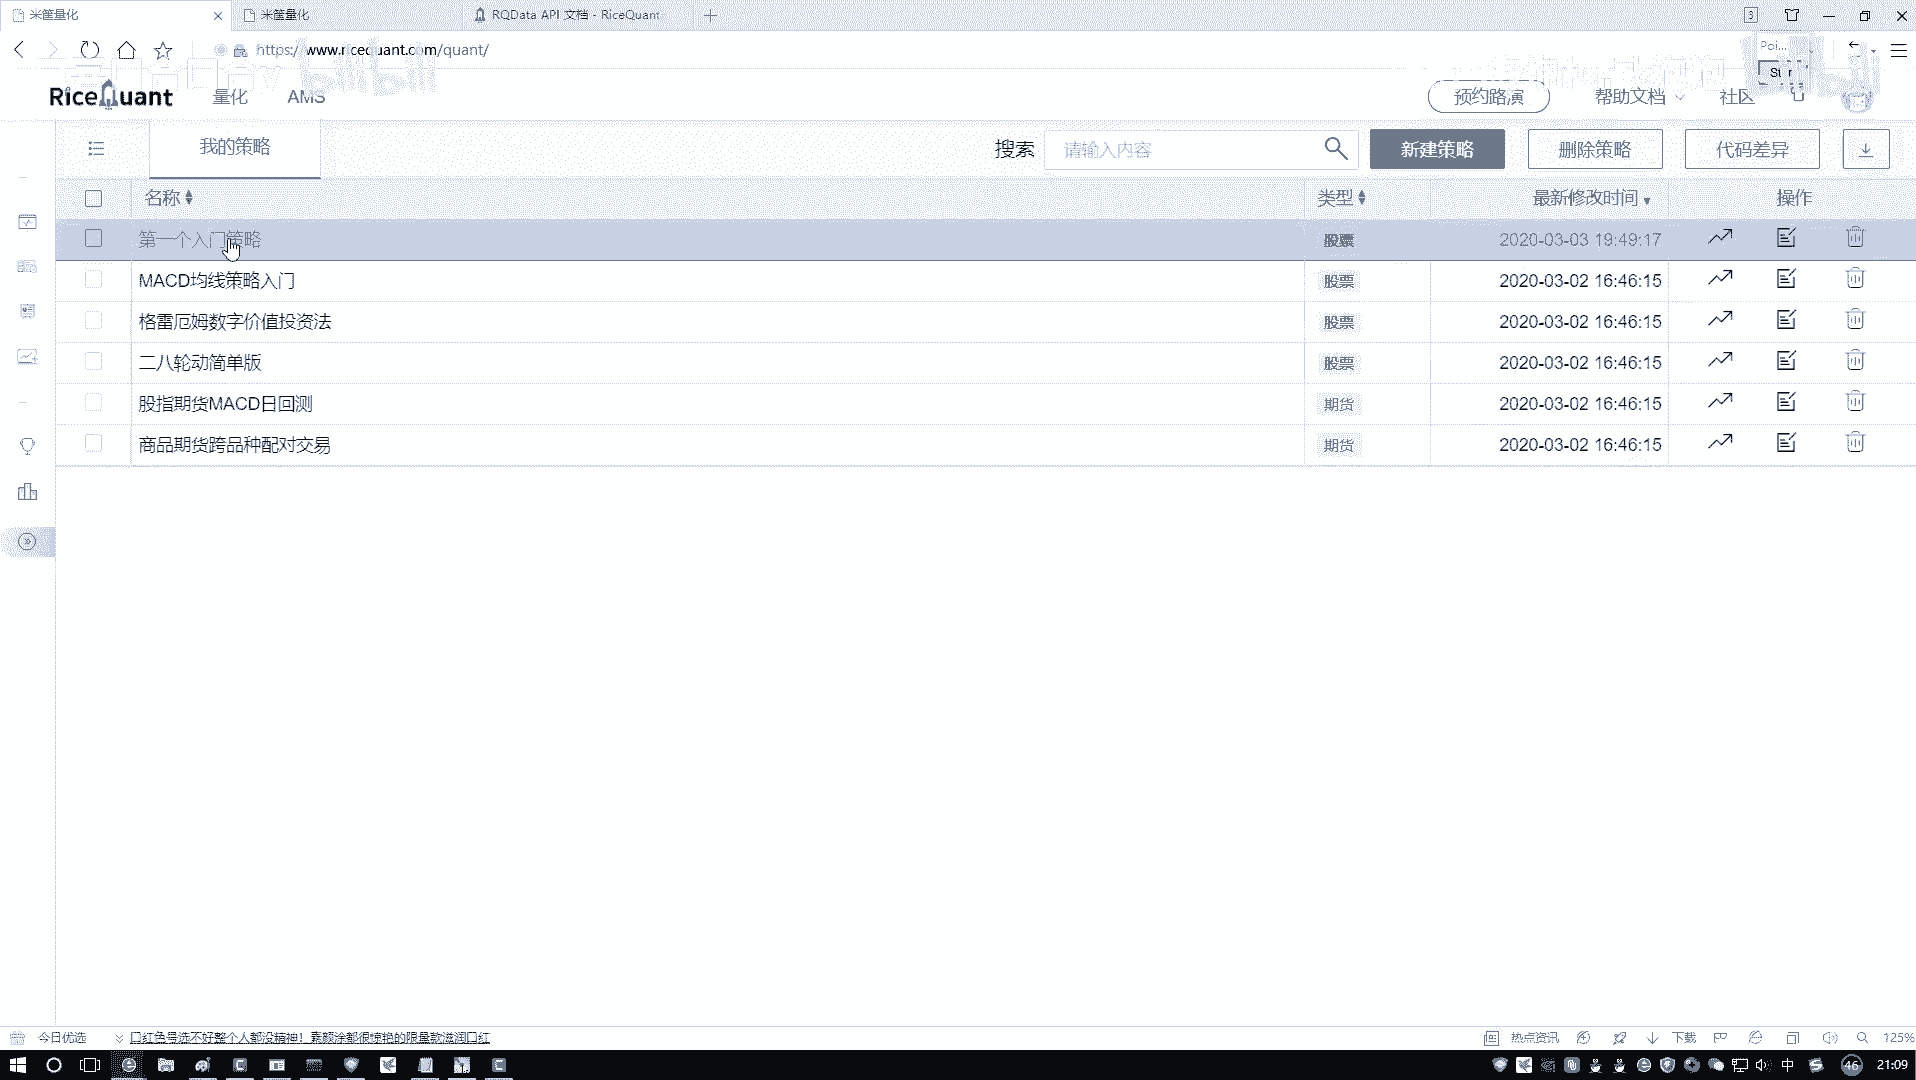 米筐量化
米筐量化
RQData API 文档 - RiceQuant
3
https://www.ricequant.com/quant/
Poi...
bilibili
bilibili
RiceQuant
量化
AMS
预约路演
帮助文档
社区
我的策略
搜索
请输入内容
新建策略
删除策略
代码差异
名称
类型
最新修改时间
操作
第一个入门策略
股票
2020-03-03 19:49:17
MACD均线策略入门
股票
2020-03-02 16:46:15
格雷厄姆数字价值投资法
股票
2020-03-02 16:46:15
二八轮动简单版
股票
2020-03-02 16:46:15
股指期货MACD日回测
期货
2020-03-02 16:46:15
商品期货跨品种配对交易
期货
2020-03-02 16:46:15
今日优选
口红色号选不好整个人都没精神！素颜涂都很惊艳的限量款滋润口红
热点资讯
下载
125%
中
46
21:09